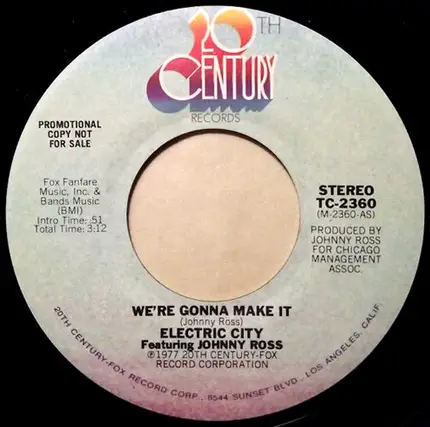 20TH
CENTURY
RECORDS
PROMOTIONAL
COPY NOT
FOR SALE
Fox Fanfare
Music, Inc. &
Bands Music
(BMI)
Intro Time: :51
Total Time: 3:12
STEREO
TC-2360
(M-2360-AS)
PRODUCED BY
JOHNNY ROSS
FOR CHICAGO
MANAGEMENT
ASSOC.
WE'RE GONNA MAKE IT
(Johnny Ross)
ELECTRIC CITY
Featuring JOHNNY ROSS
℗1977 20TH CENTURY-FOX
RECORD CORPORATION
20TH CENTURY-FOX RECORD CORP., 8544 SUNSET BLVD., LOS ANGELES, CALIF.